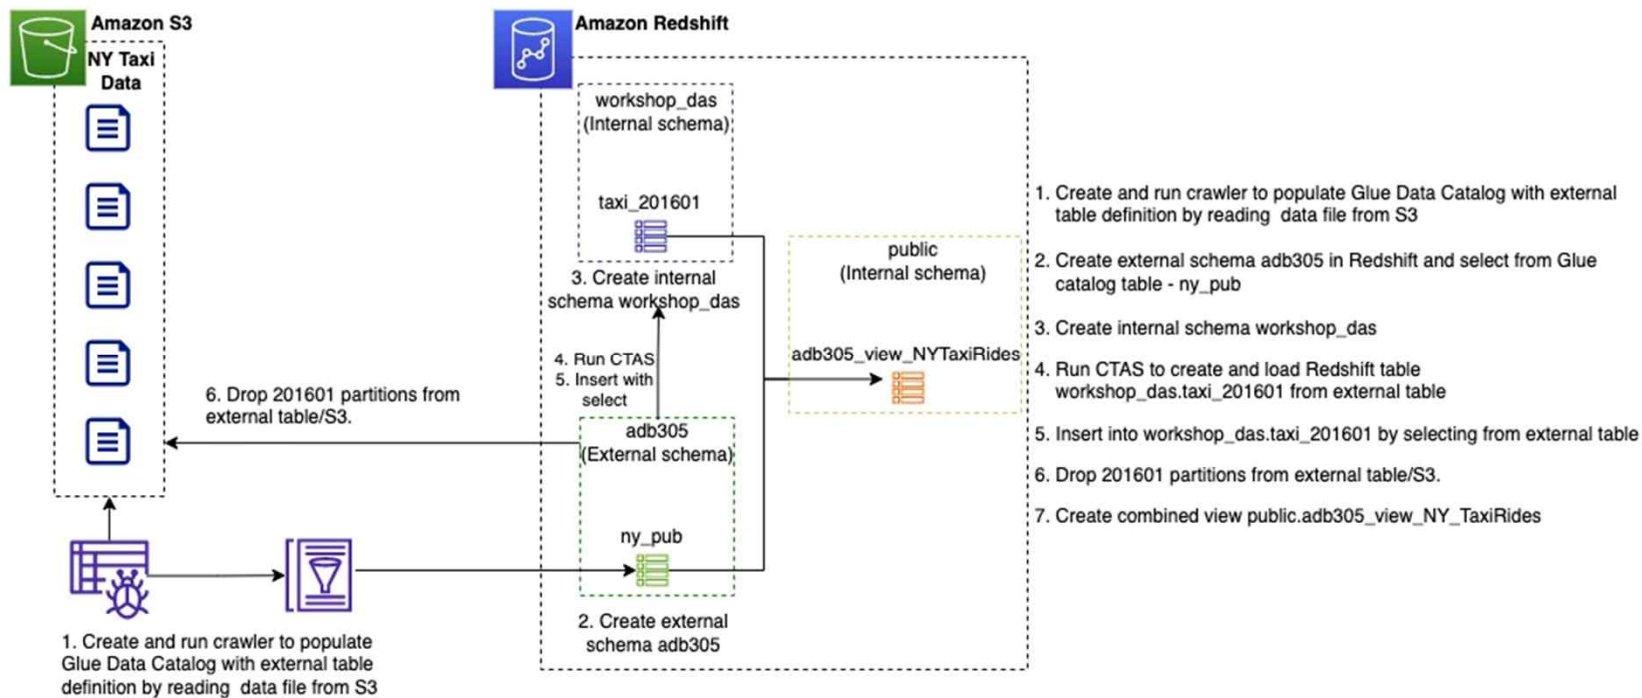 Amazon S3
NY Taxi
Data
Amazon Redshift
workshop_das
(Internal schema)
taxi_201601
3. Create internal
schema workshop_das
4. Run CTAS
5. Insert with
select
6. Drop 201601 partitions from
external table/S3.
adb305
(External schema)
ny_pub
2. Create external
schema adb305
public
(Internal schema)
adb305_view_NYTaxiRides
1. Create and run crawler to populate
Glue Data Catalog with external table
definition by reading data file from S3
1. Create and run crawler to populate Glue Data Catalog with external
table definition by reading data file from S3
2. Create external schema adb305 in Redshift and select from Glue
catalog table - ny_pub
3. Create internal schema workshop_das
4. Run CTAS to create and load Redshift table
workshop_das.taxi_201601 from external table
5. Insert into workshop_das.taxi_201601 by selecting from external table
6. Drop 201601 partitions from external table/S3.
7. Create combined view public.adb305_view_NY_TaxiRides